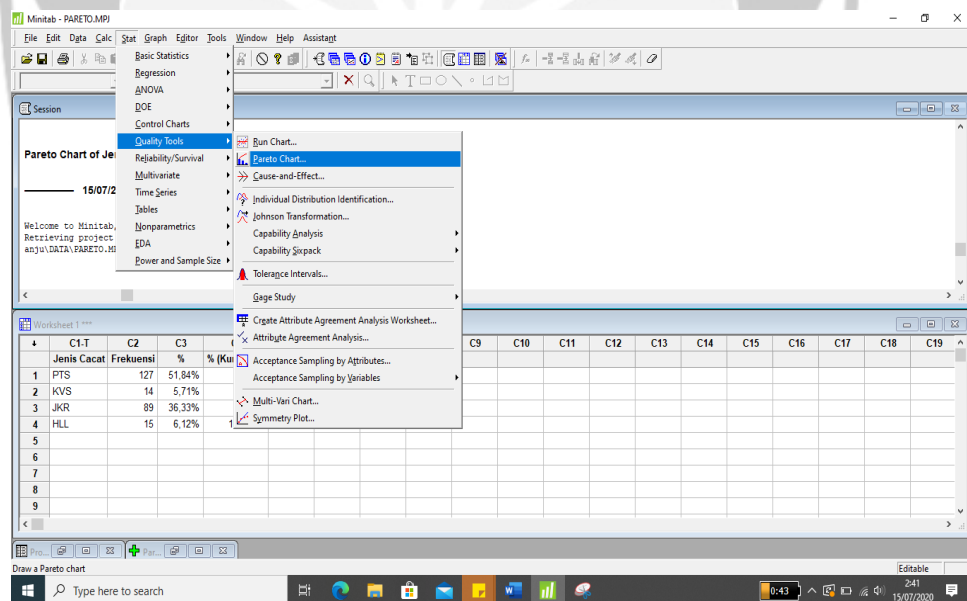 Minitab - PARETO.MPJ
File Edit Data Calc Stat Graph Editor Tools Window Help Assistant
Session
Pareto Chart of Je
15/07/2
Welcome to Minitab,
Retrieving project
anju\DATA\PARETO.MP
Basic Statistics
Regression
ANOVA
DOE
Control Charts
Quality Tools
Reliability/Survival
Multivariate
Time Series
Tables
Nonparametrics
EDA
Power and Sample Size
Run Chart...
Pareto Chart...
Cause-and-Effect...
Individual Distribution Identification...
Johnson Transformation...
Capability Analysis
Capability Sixpack
Tolerance Intervals...
Gage Study
Create Attribute Agreement Analysis Worksheet...
Attribute Agreement Analysis...
Acceptance Sampling by Attributes...
Acceptance Sampling by Variables
Multi-Vari Chart...
Symmetry Plot...
Worksheet 1 ***
C1-T C2 C3 C9 C10 C11 C12 C13 C14 C15 C16 C17 C18 C19
Jenis Cacat Frekuensi % % (Ku
1 PTS 127 51,84%
2 KVS 14 5,71%
3 JKR 89 36,33%
4 HLL 15 6,12% 1
5
6
7
8
9
Pro... Par...
Draw a Pareto chart Editable
Type here to search 0:43 2:41
15/07/2020